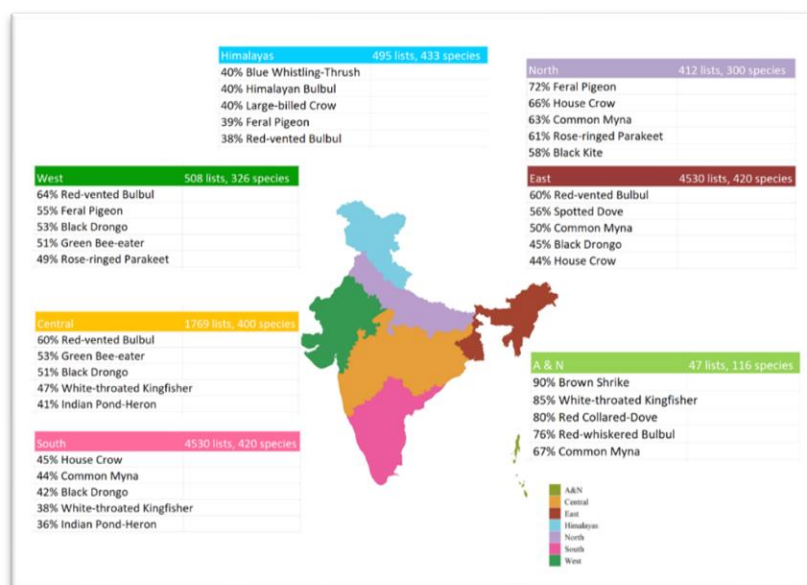 Himalayas 495 lists, 433 species
40% Blue Whistling-Thrush
40% Himalayan Bulbul
40% Large-billed Crow
39% Feral Pigeon
38% Red-vented Bulbul
North 412 lists, 300 species
72% Feral Pigeon
66% House Crow
63% Common Myna
61% Rose-ringed Parakeet
58% Black Kite
West 508 lists, 326 species
64% Red-vented Bulbul
55% Feral Pigeon
53% Black Drongo
51% Green Bee-eater
49% Rose-ringed Parakeet
East 4530 lists, 420 species
60% Red-vented Bulbul
56% Spotted Dove
50% Common Myna
45% Black Drongo
44% House Crow
Central 1769 lists, 400 species
60% Red-vented Bulbul
53% Green Bee-eater
51% Black Drongo
47% White-throated Kingfisher
41% Indian Pond-Heron
A & N 47 lists, 116 species
90% Brown Shrike
85% White-throated Kingfisher
80% Red Collared-Dove
76% Red-whiskered Bulbul
67% Common Myna
South 4530 lists, 420 species
45% House Crow
44% Common Myna
42% Black Drongo
38% White-throated Kingfisher
36% Indian Pond-Heron
A&N
Central
East
Himalayas
North
South
West